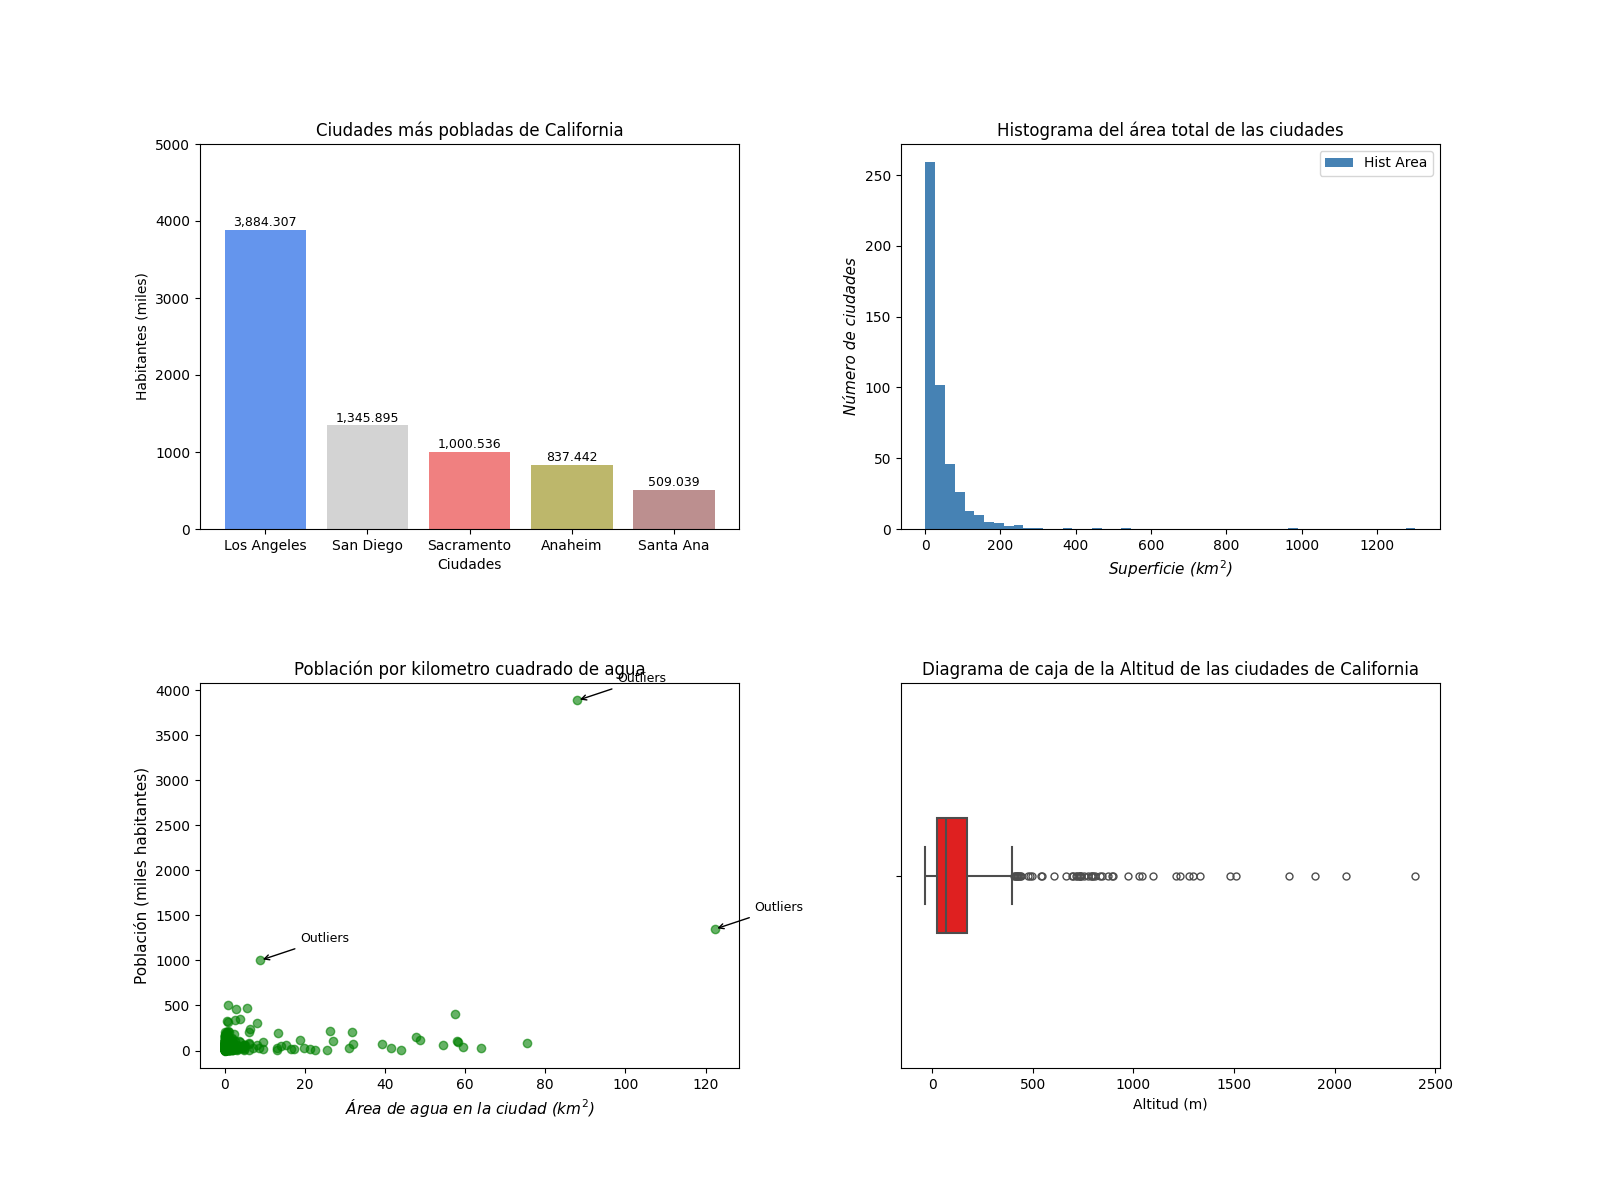 Ciudades más pobladas de California
5000
4000
3000
2000
1000
0
Habitantes (miles)
3,884.307
1,345.895
1,000.536
837.442
509.039
Los Angeles San Diego Sacramento Anaheim Santa Ana
Ciudades
Histograma del área total de las ciudades
Hist Area
250
200
150
100
50
0
Número de ciudades
0 200 400 600 800 1000 1200
Superficie (km²)
Población por kilometro cuadrado de agua
4000
3500
3000
2500
2000
1500
1000
500
0
Población (miles habitantes)
Outliers
Outliers
Outliers
0 20 40 60 80 100 120
Área de agua en la ciudad (km²)
Diagrama de caja de la Altitud de las ciudades de California
0 500 1000 1500 2000 2500
Altitud (m)